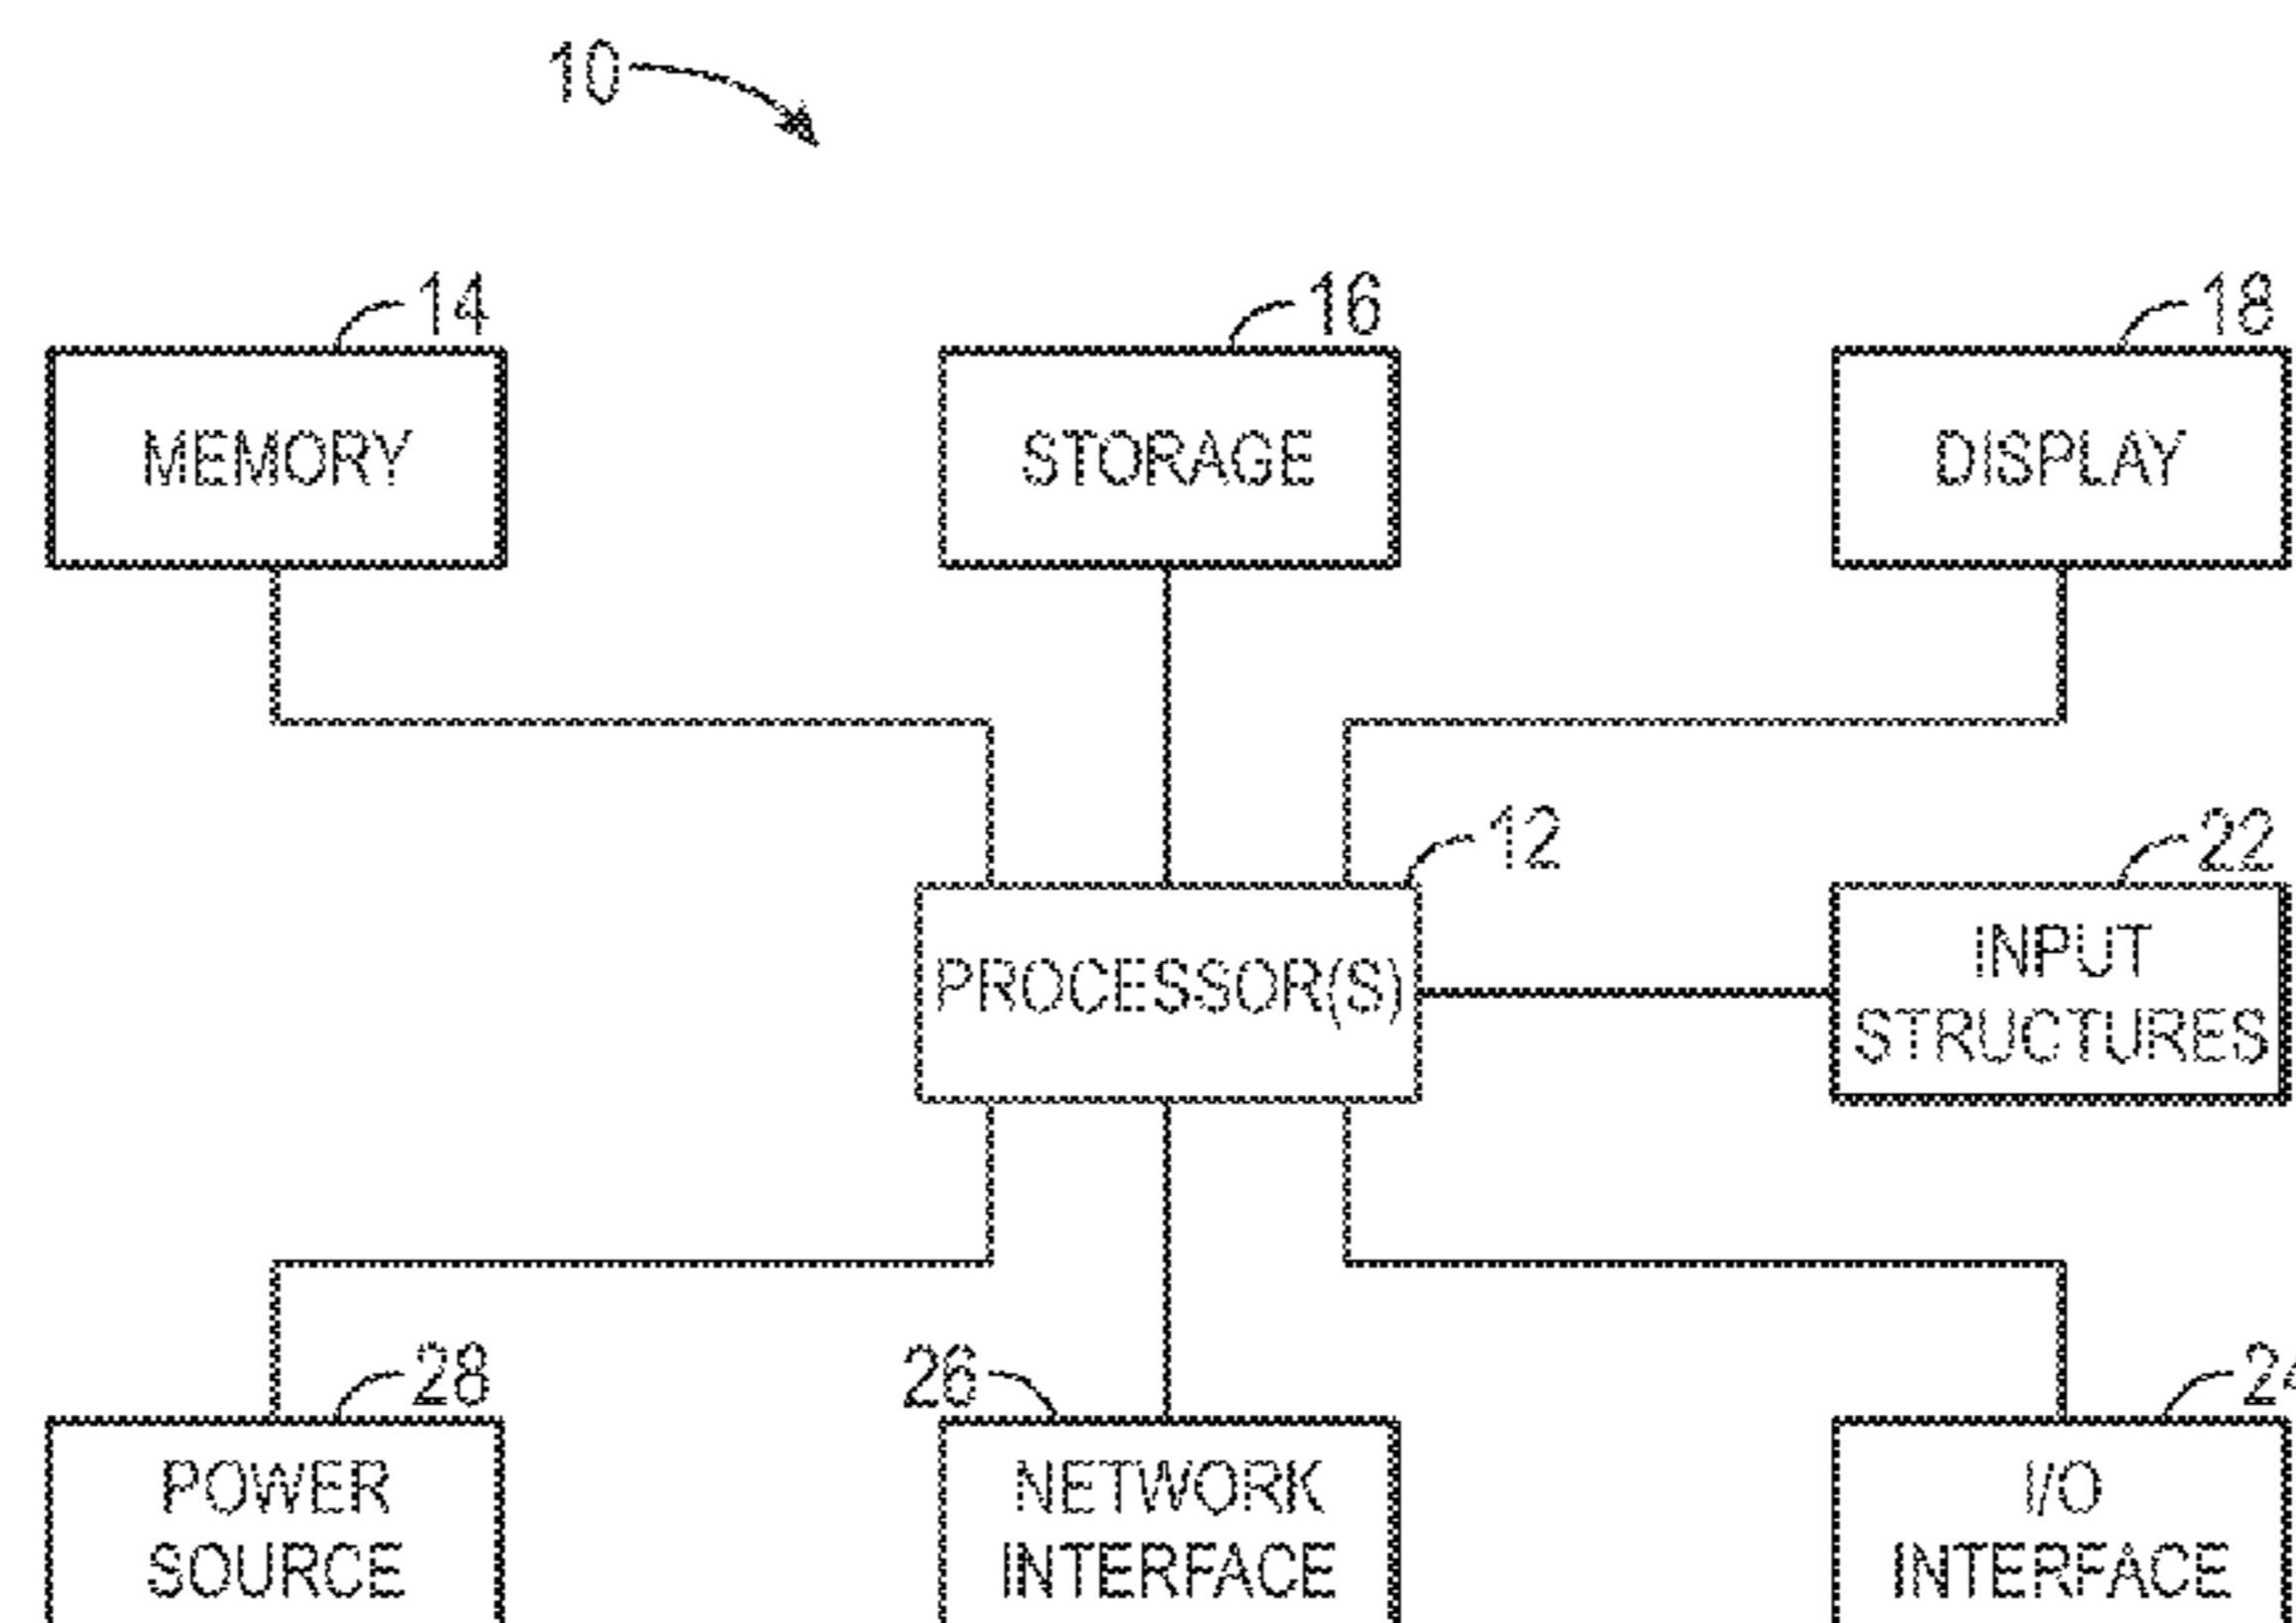 10
14
16
18
MEMORY
STORAGE
DISPLAY
12
22
PROCESSOR(S)
INPUT
STRUCTURES
28
26
24
POWER
SOURCE
NETWORK
INTERFACE
I/O
INTERFACE